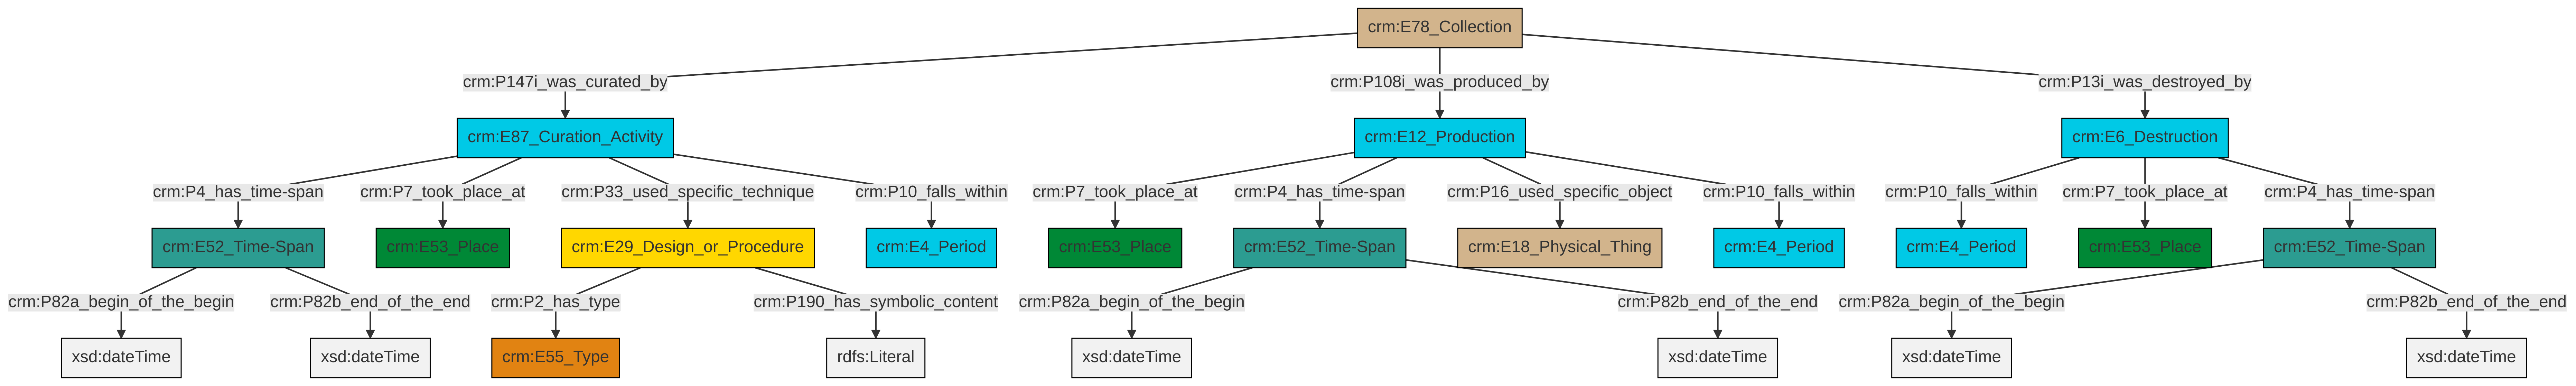 crm:E78_Collection
crm:P147i_was_curated_by
crm:P108i_was_produced_by
crm:P13i_was_destroyed_by
crm:E87_Curation_Activity
crm:E12_Production
crm:E6_Destruction
crm:P4_has_time-span
crm:P7_took_place_at
crm:P33_used_specific_technique
crm:P10_falls_within
crm:P7_took_place_at
crm:P4_has_time-span
crm:P16_used_specific_object
crm:P10_falls_within
crm:P10_falls_within
crm:P7_took_place_at
crm:P4_has_time-span
crm:E52_Time-Span
crm:E53_Place
crm:E29_Design_or_Procedure
crm:E4_Period
crm:E53_Place
crm:E52_Time-Span
crm:E18_Physical_Thing
crm:E4_Period
crm:E4_Period
crm:E53_Place
crm:E52_Time-Span
crm:P82a_begin_of_the_begin
crm:P82b_end_of_the_end
crm:P2_has_type
crm:P190_has_symbolic_content
crm:P82a_begin_of_the_begin
crm:P82b_end_of_the_end
crm:P82a_begin_of_the_begin
crm:P82b_end_of_the_end
xsd:dateTime
xsd:dateTime
crm:E55_Type
rdfs:Literal
xsd:dateTime
xsd:dateTime
xsd:dateTime
xsd:dateTime